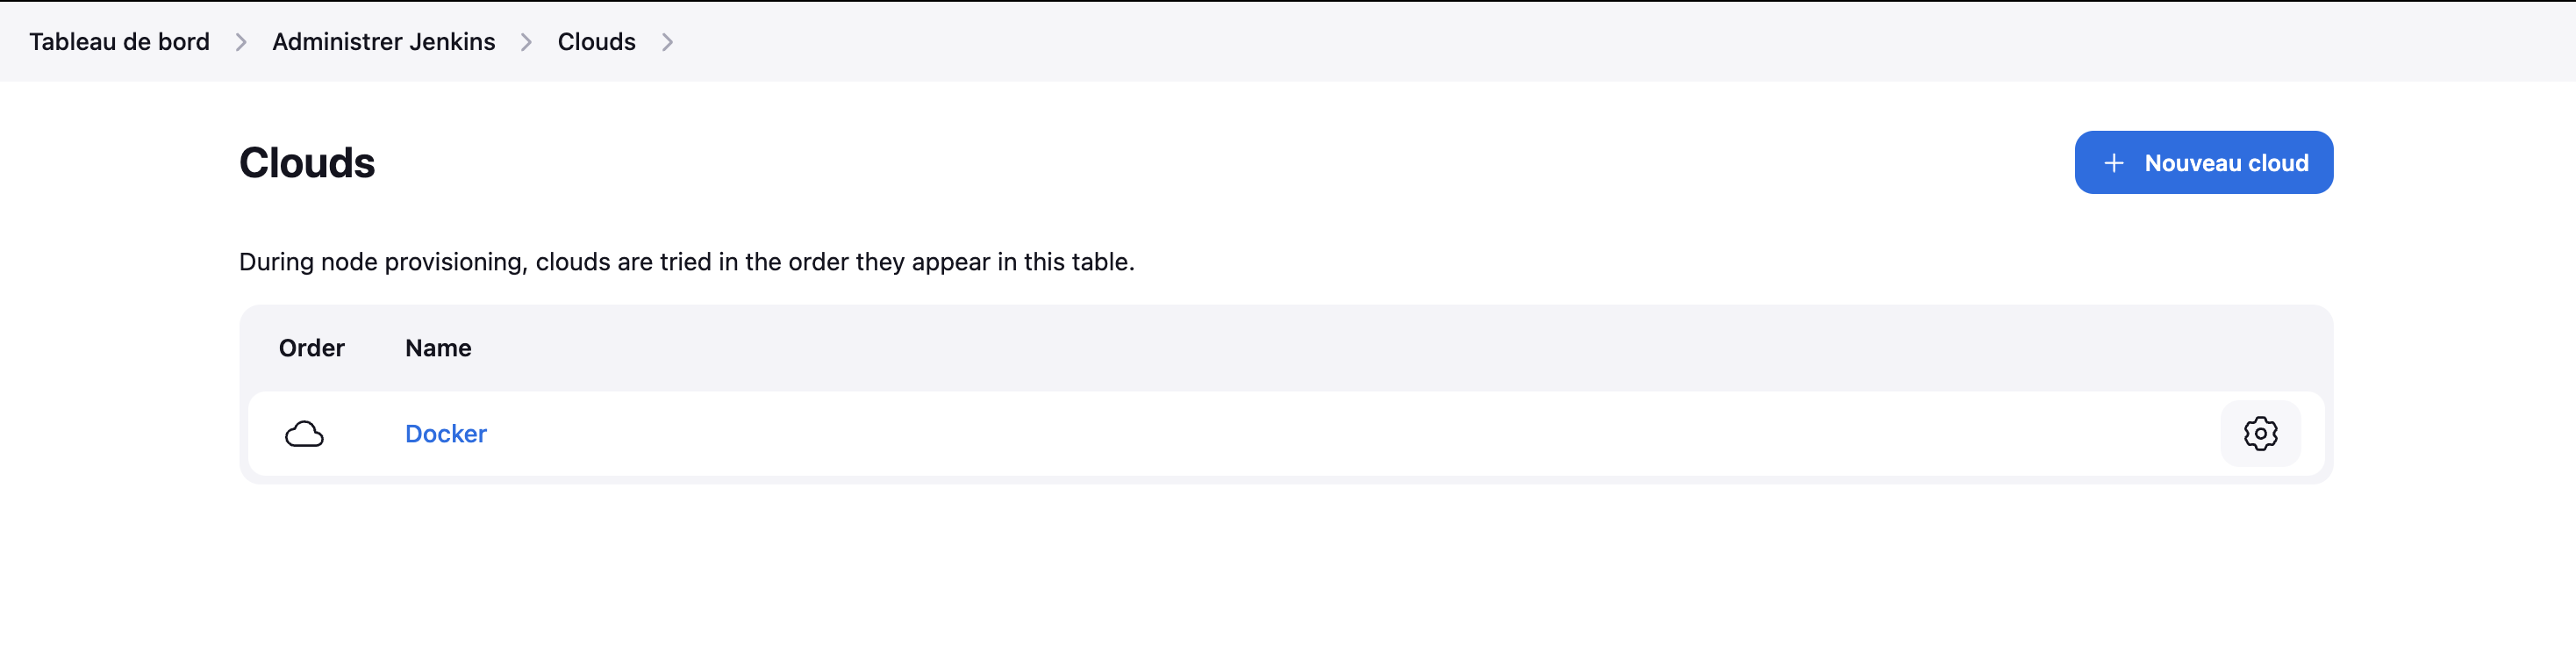 Tableau de bord > Administrer Jenkins > Clouds >
Clouds
+ Nouveau cloud
During node provisioning, clouds are tried in the order they appear in this table.
Order Name
Docker